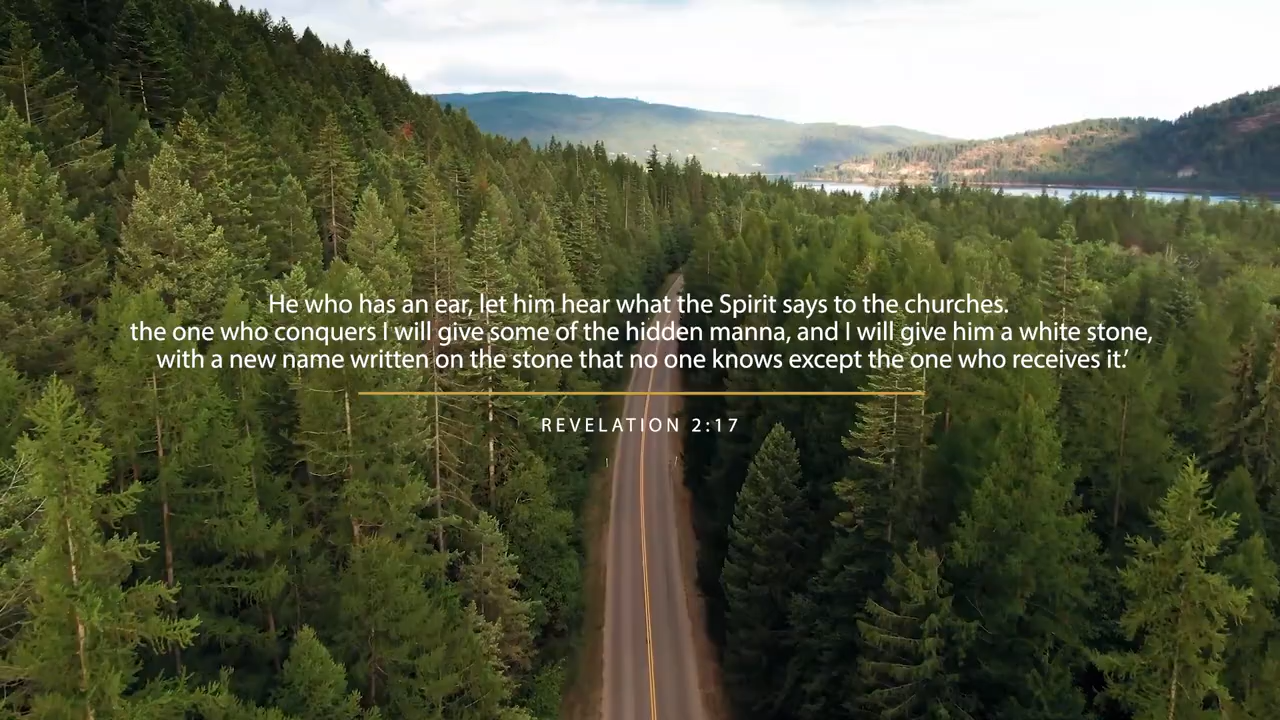 He who has an ear, let him hear what the Spirit says to the churches.
the one who conquers I will give some of the hidden manna, and I will give him a white stone,
with a new name written on the stone that no one knows except the one who receives it.’
REVELATION 2:17